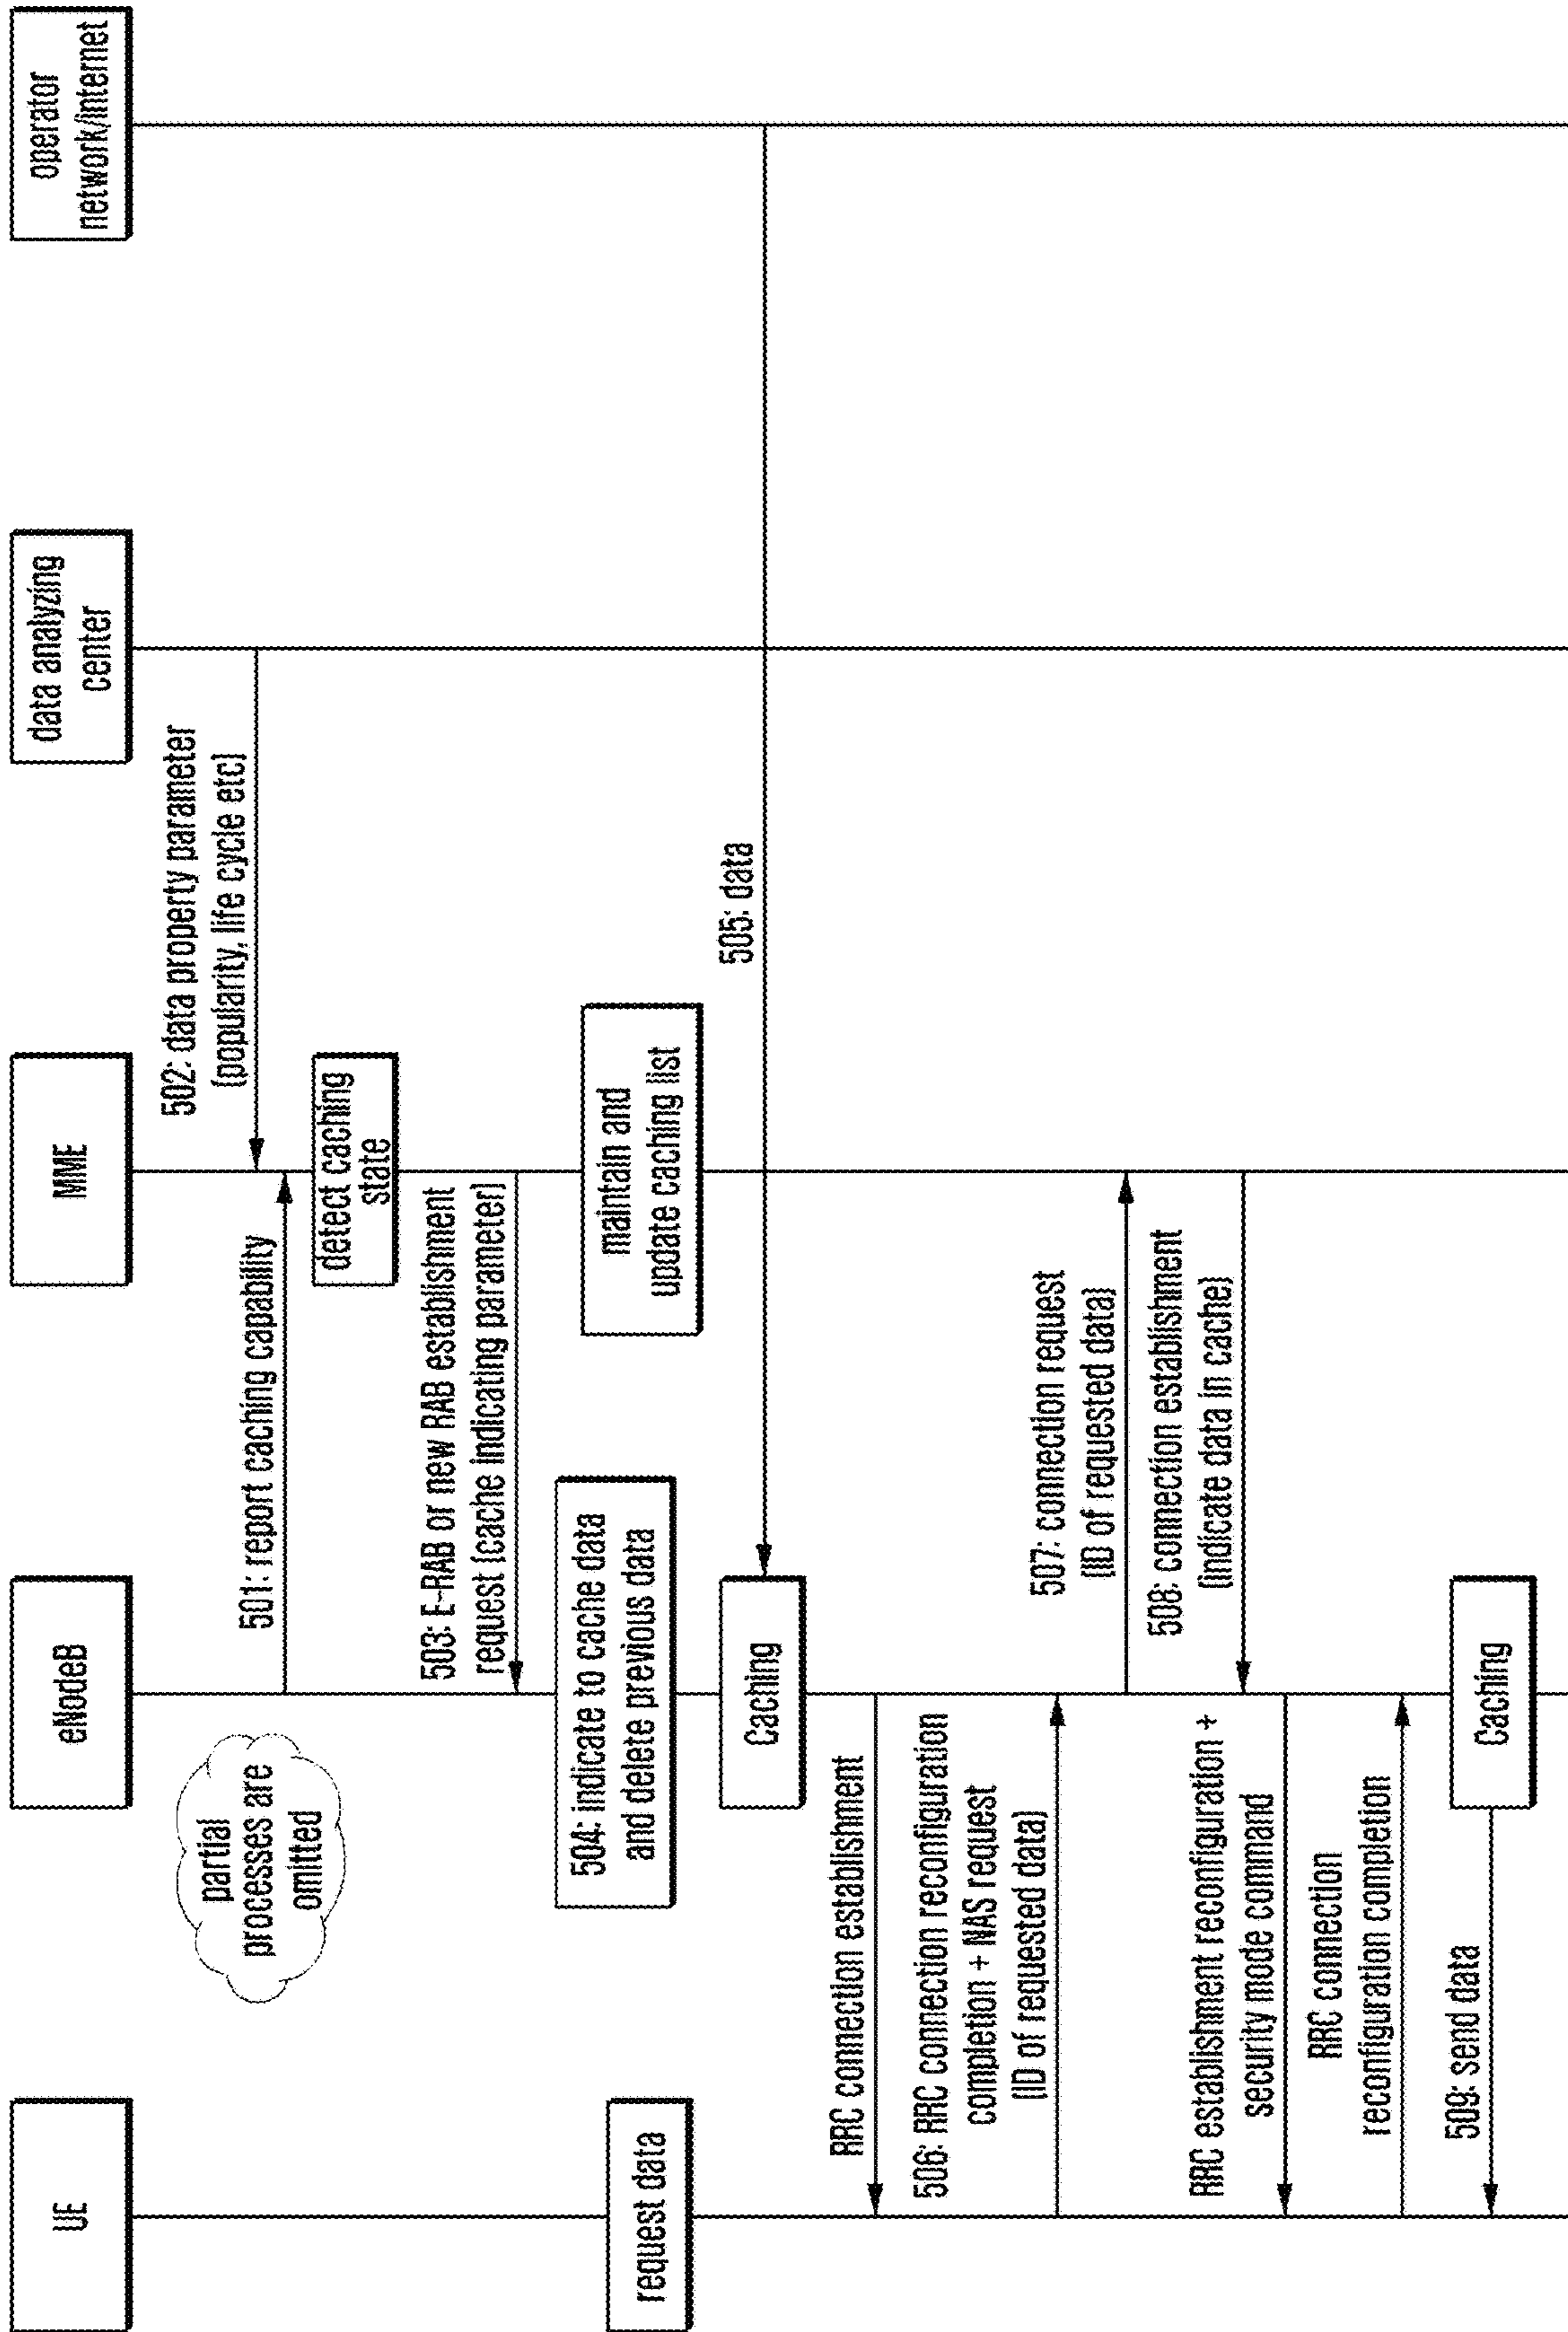 UE
eNodeB
MME
data analyzing
center
operator
network/internet
partial
processes are
omitted
501: report caching capability
502: data property parameter
(popularity, life cycle etc)
detect caching
state
503: E-RAB or new RAB establishment
request (cache indicating parameter)
504: indicate to cache data
and delete previous data
maintain and
update caching list
request data
505: data
Caching
RRC connection establishment
506: RRC connection reconfiguration
completion + NAS request
(ID of requested data)
507: connection request
(ID of requested data)
508: connection establishment
(indicate data in cache)
RRC establishment reconfiguration +
security mode command
RRC connection
reconfiguration completion
509: send data
Caching